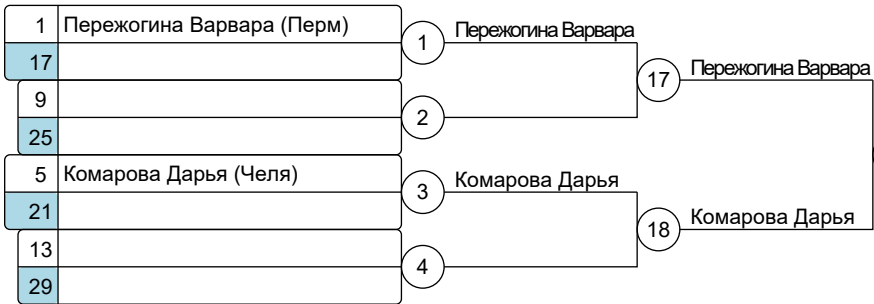 1 Пережогина Варвара (Перм)
17
1 Пережогина Варвара
9
25
2
17 Пережогина Варвара
5 Комарова Дарья (Челя)
21
3 Комарова Дарья
13
29
4
18 Комарова Дарья